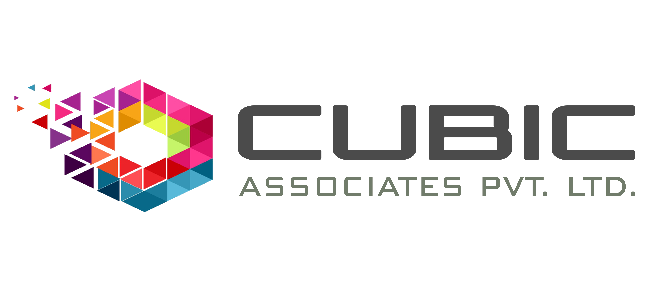 CUBIC
ASSOCIATES PVT. LTD.